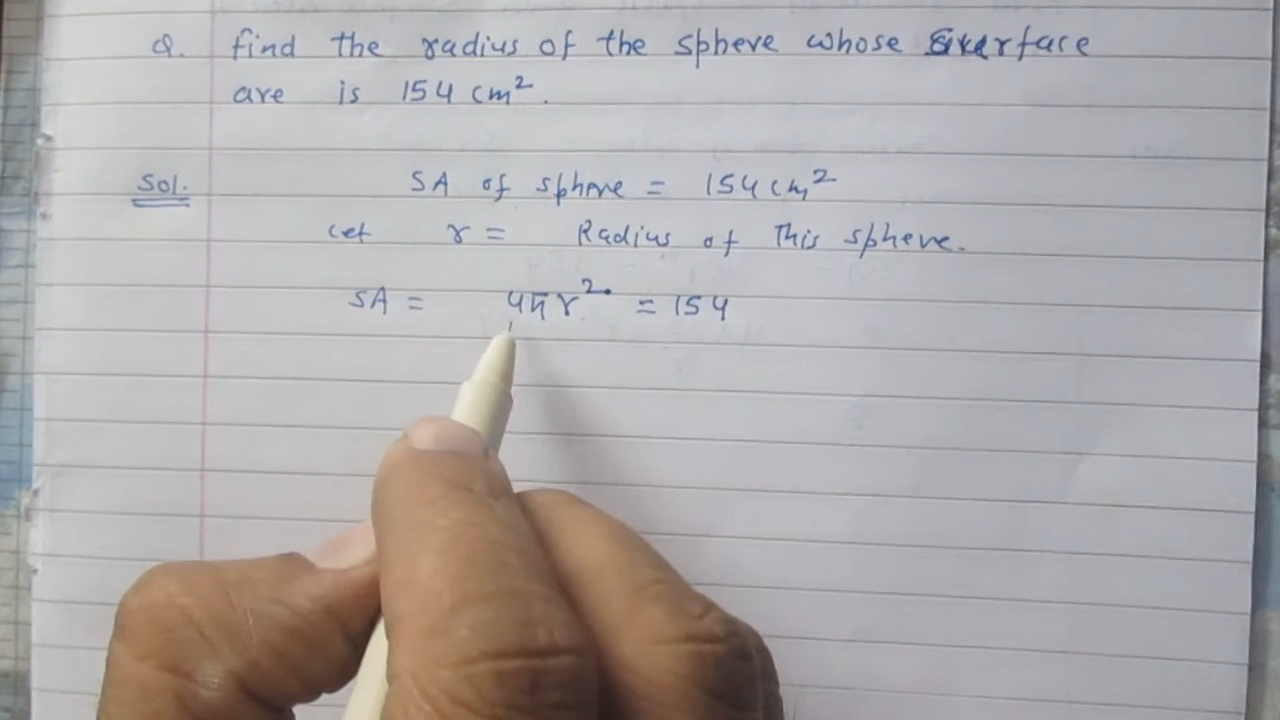 Q. find the radius of the sphere whose surface
are is 154 cm².
Sol. SA of sphere = 154 cm²
Let r = Radius of This sphere.
SA = 4πr² = 154